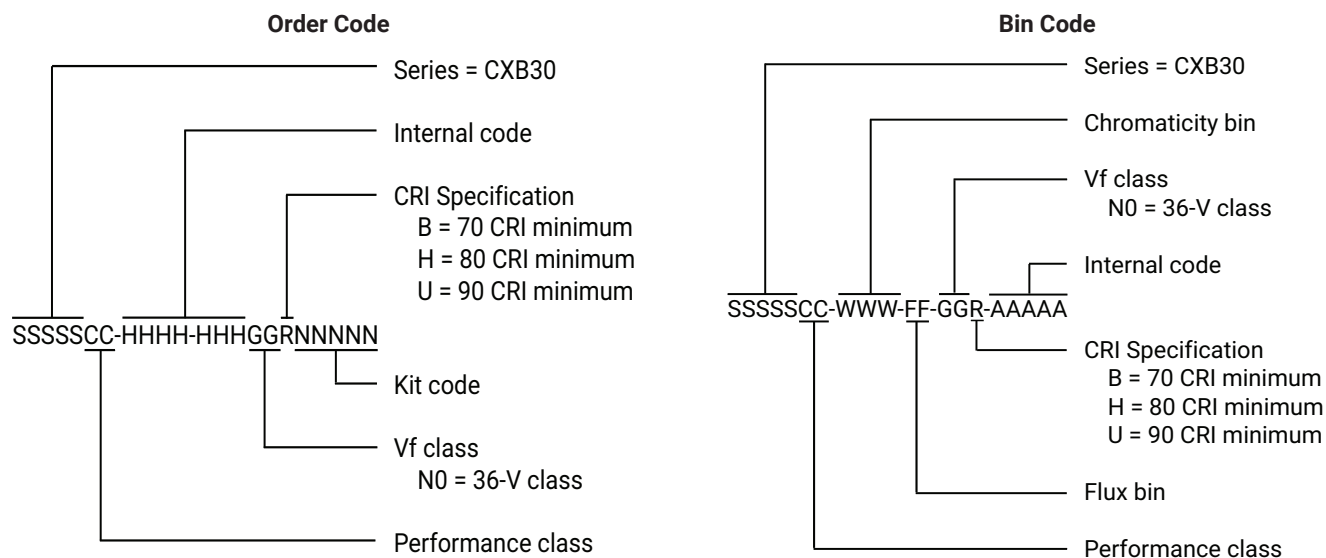 Order Code
Series = CXB30
Internal code
CRI Specification
B = 70 CRI minimum
H = 80 CRI minimum
U = 90 CRI minimum
SSSSSCC-HHHH-HHHGGRNNNNN
Kit code
Vf class
N0 = 36-V class
Performance class
Bin Code
Series = CXB30
Chromaticity bin
Vf class
N0 = 36-V class
Internal code
SSSSSCC-WWW-FF-GGR-AAAAA
CRI Specification
B = 70 CRI minimum
H = 80 CRI minimum
U = 90 CRI minimum
Flux bin
Performance class